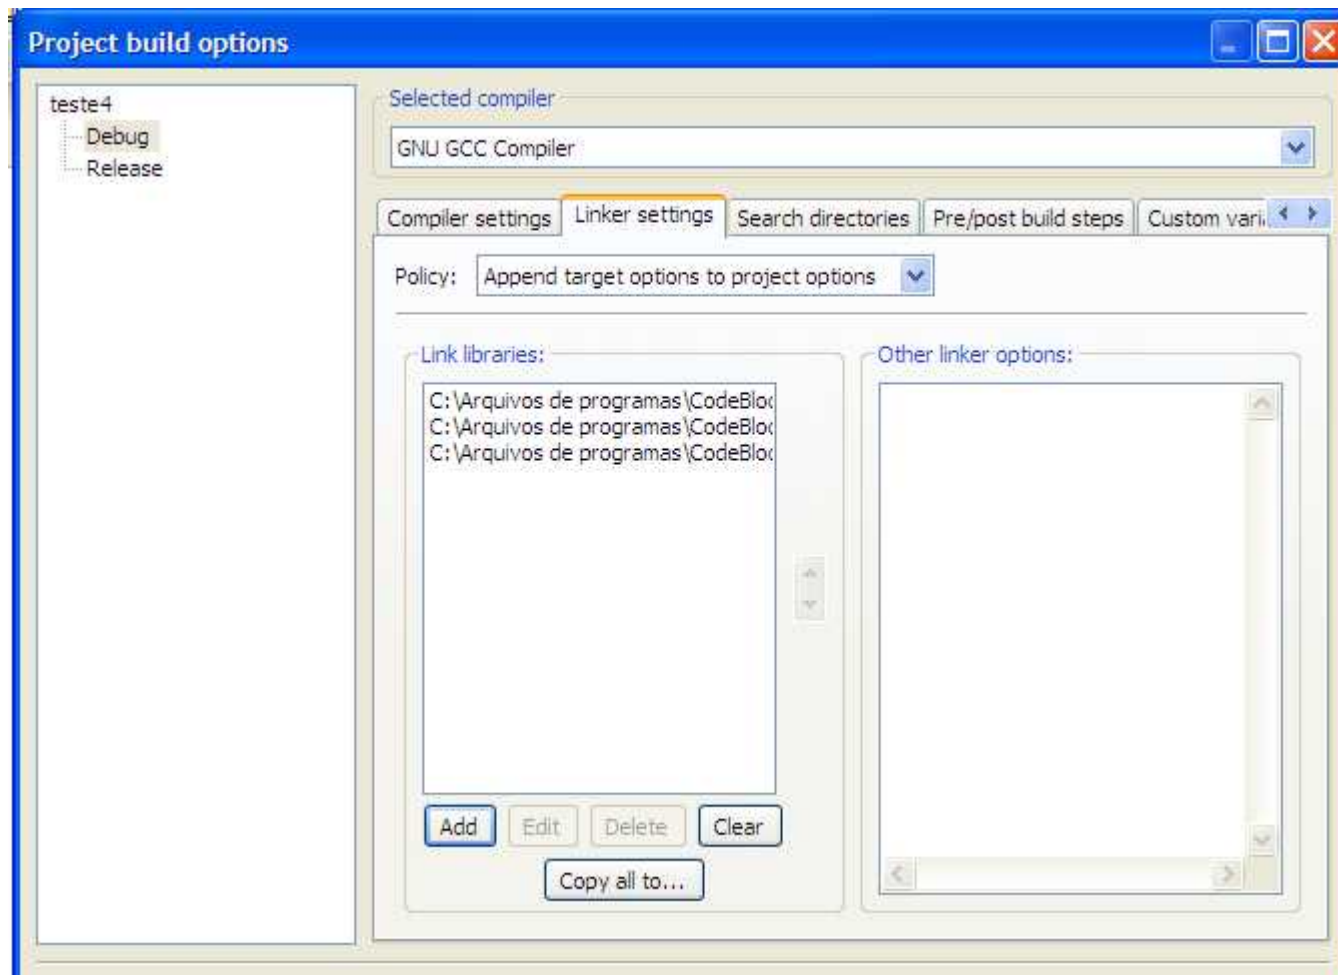 Project build options
teste4
Debug
Release
Selected compiler
GNU GCC Compiler
Compiler settings
Linker settings
Search directories
Pre/post build steps
Custom vari
Policy:
Append target options to project options
Link libraries:
C:\Arquivos de programas\CodeBloc
C:\Arquivos de programas\CodeBloc
C:\Arquivos de programas\CodeBloc
Add
Edit
Delete
Clear
Copy all to...
Other linker options: